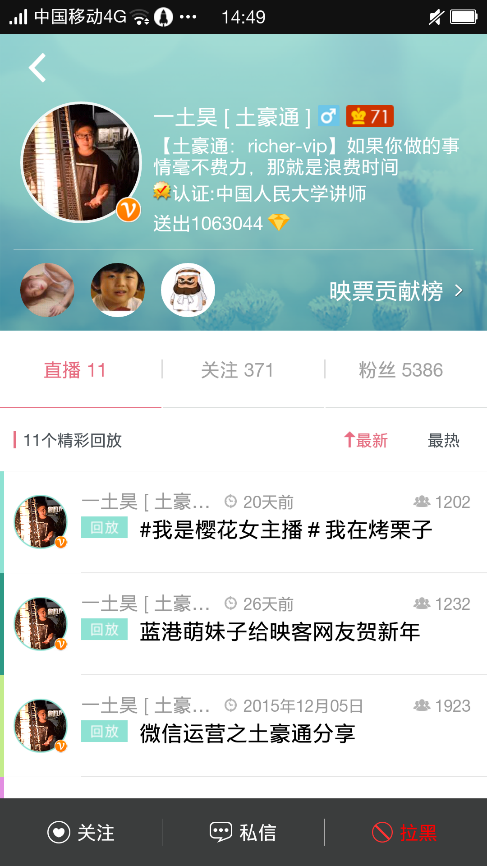 中国移动4G 14:49
一土昊 [ 土豪通 ] 71
【土豪通：richer-vip】如果你做的事
情毫不费力，那就是浪费时间
认证:中国人民大学讲师
送出1063044
映票贡献榜
直播 11 关注 371 粉丝 5386
11个精彩回放 最新 最热
一土昊 [ 土豪... 20天前 1202
回放 #我是樱花女主播 # 我在烤栗子
一土昊 [ 土豪... 26天前 1232
回放 蓝港萌妹子给映客网友贺新年
一土昊 [ 土豪... 2015年12月05日 1923
回放 微信运营之土豪通分享
关注 私信 拉黑